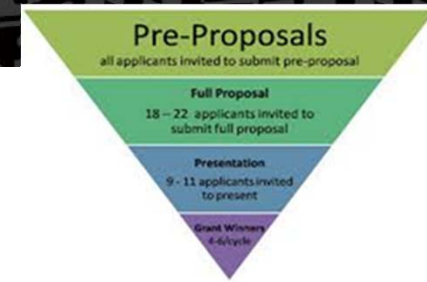 Pre-Proposals
all applicants invited to submit pre-proposal
Full Proposal
18 – 22 applicants invited to
submit full proposal
Presentation
9 - 11 applicants invited
to present
Grant Winners
4-6/cycle